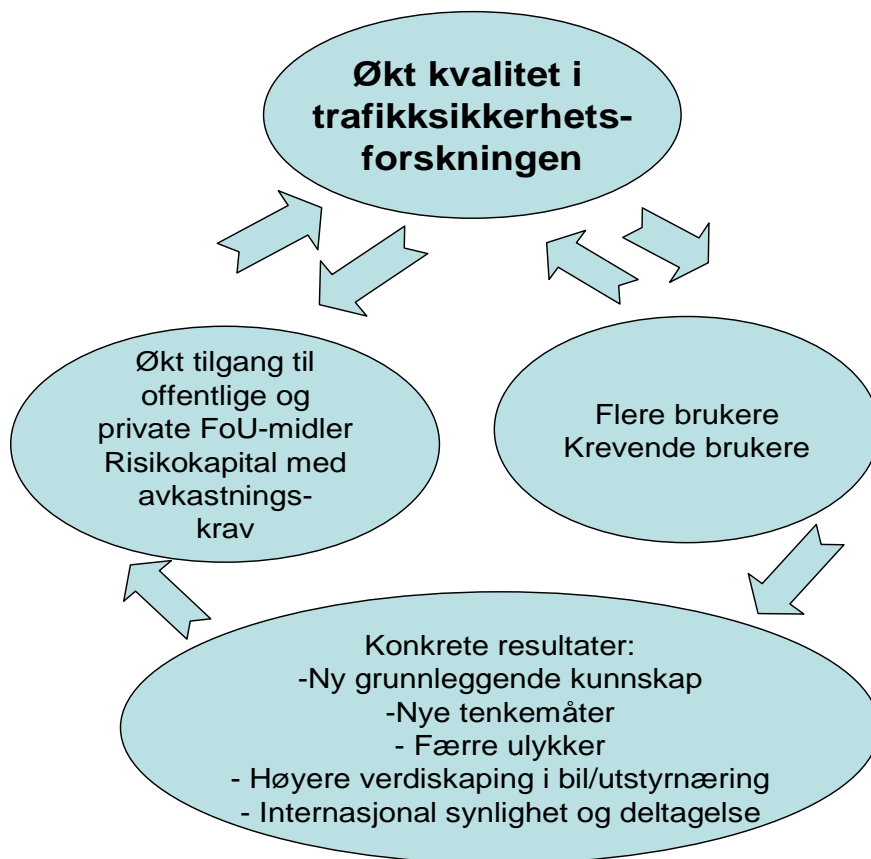 Økt kvalitet i
trafikksikkerhets-
forskningen
Økt tilgang til
offentlige og
private FoU-midler
Risikokapital med
avkastnings-
krav
Flere brukere
Krevende brukere
Konkrete resultater:
-Ny grunnleggende kunnskap
-Nye tenkemåter
- Færre ulykker
- Høyere verdiskaping i bil/utstyrnæring
- Internasjonal synlighet og deltagelse